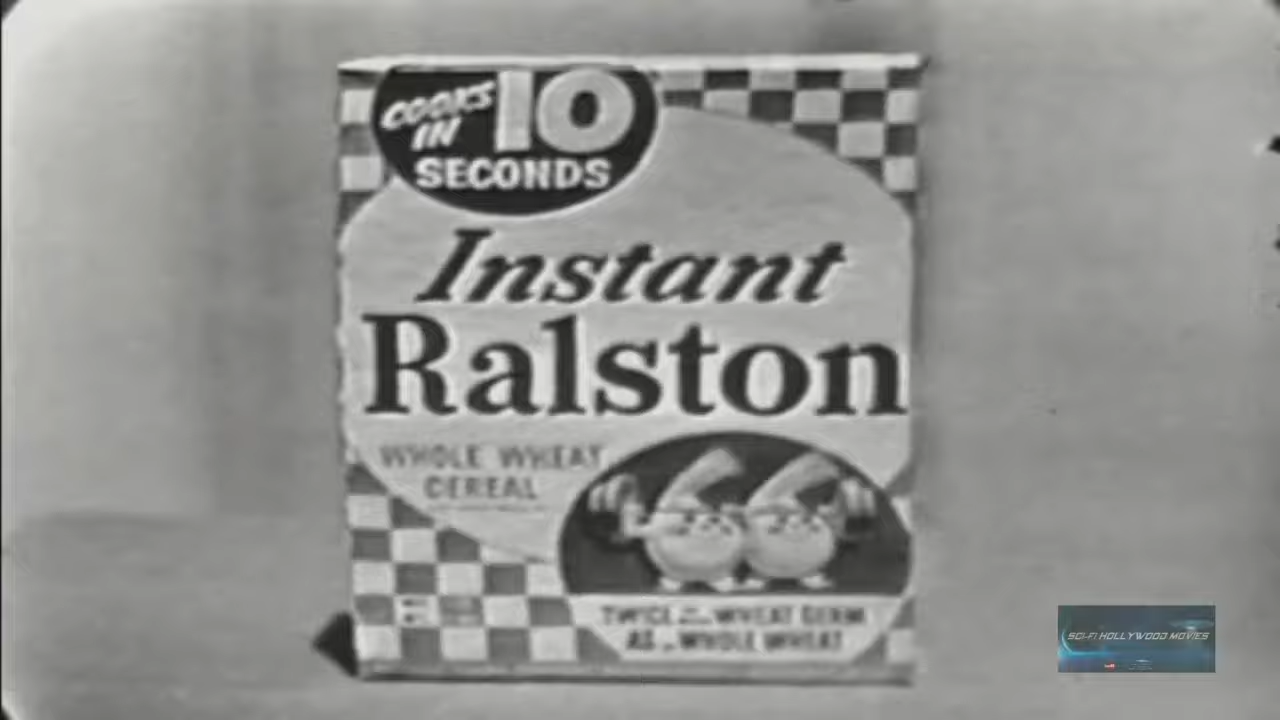 COOKS
IN 10
SECONDS
Instant
Ralston
WHOLE WHEAT
CEREAL
TWICE WHEAT GERM
AS WHOLE WHEAT
SCI-FI HOLLYWOOD MOVIES